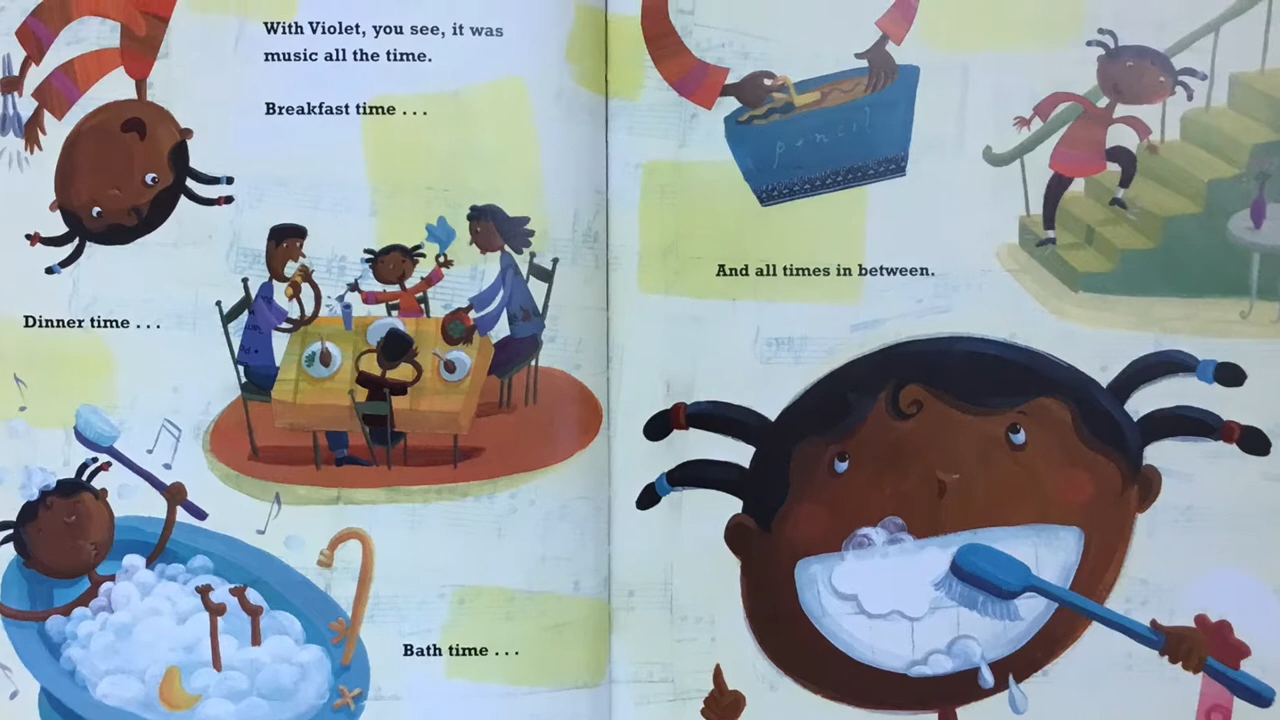 With Violet, you see, it was
music all the time.
Breakfast time . . .
Dinner time . . .
Bath time . . .
pencil
And all times in between.